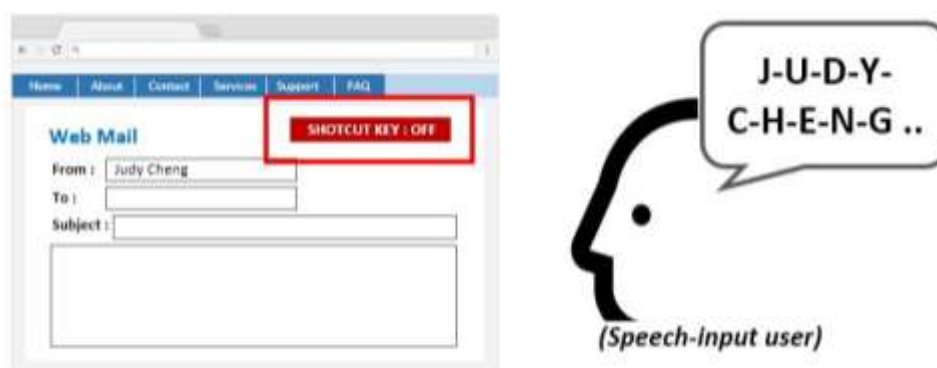 Home About Contact Services Support FAQ
SHOTCUT KEY : OFF
Web Mail
From : Judy Cheng
To :
Subject :
J-U-D-Y-
C-H-E-N-G ..
(Speech-input user)